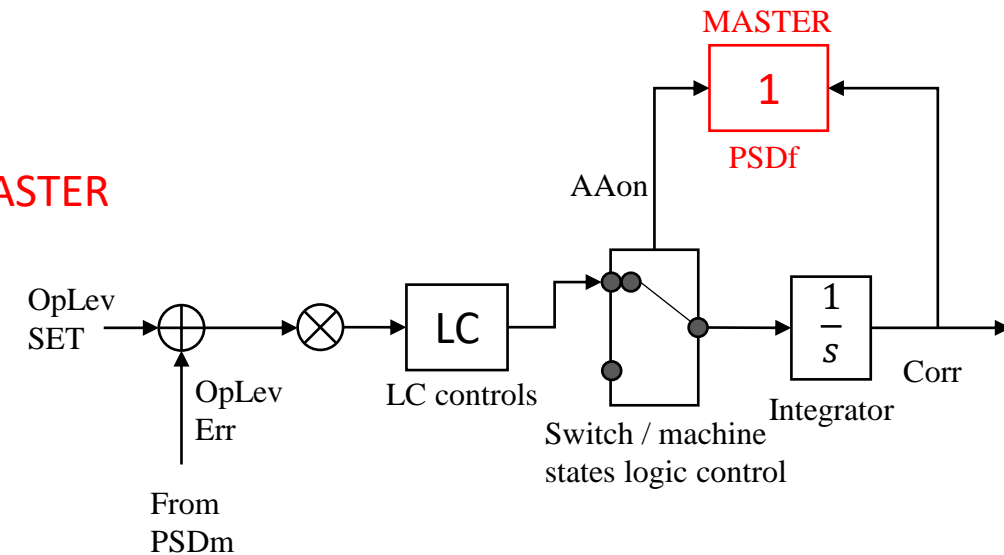 MASTER
1
PSDf
AAon
ASTER
OpLev
SET
OpLev
Err
From
PSDm
LC
LC controls
Switch / machine
states logic control
1
s
Integrator
Corr